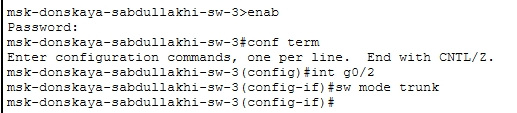 msk-donskaya-sabdullakhi-sw-3>enab
Password:
msk-donskaya-sabdullakhi-sw-3#conf term
Enter configuration commands, one per line.  End with CNTL/Z.
msk-donskaya-sabdullakhi-sw-3(config)#int g0/2
msk-donskaya-sabdullakhi-sw-3(config-if)#sw mode trunk
msk-donskaya-sabdullakhi-sw-3(config-if)#